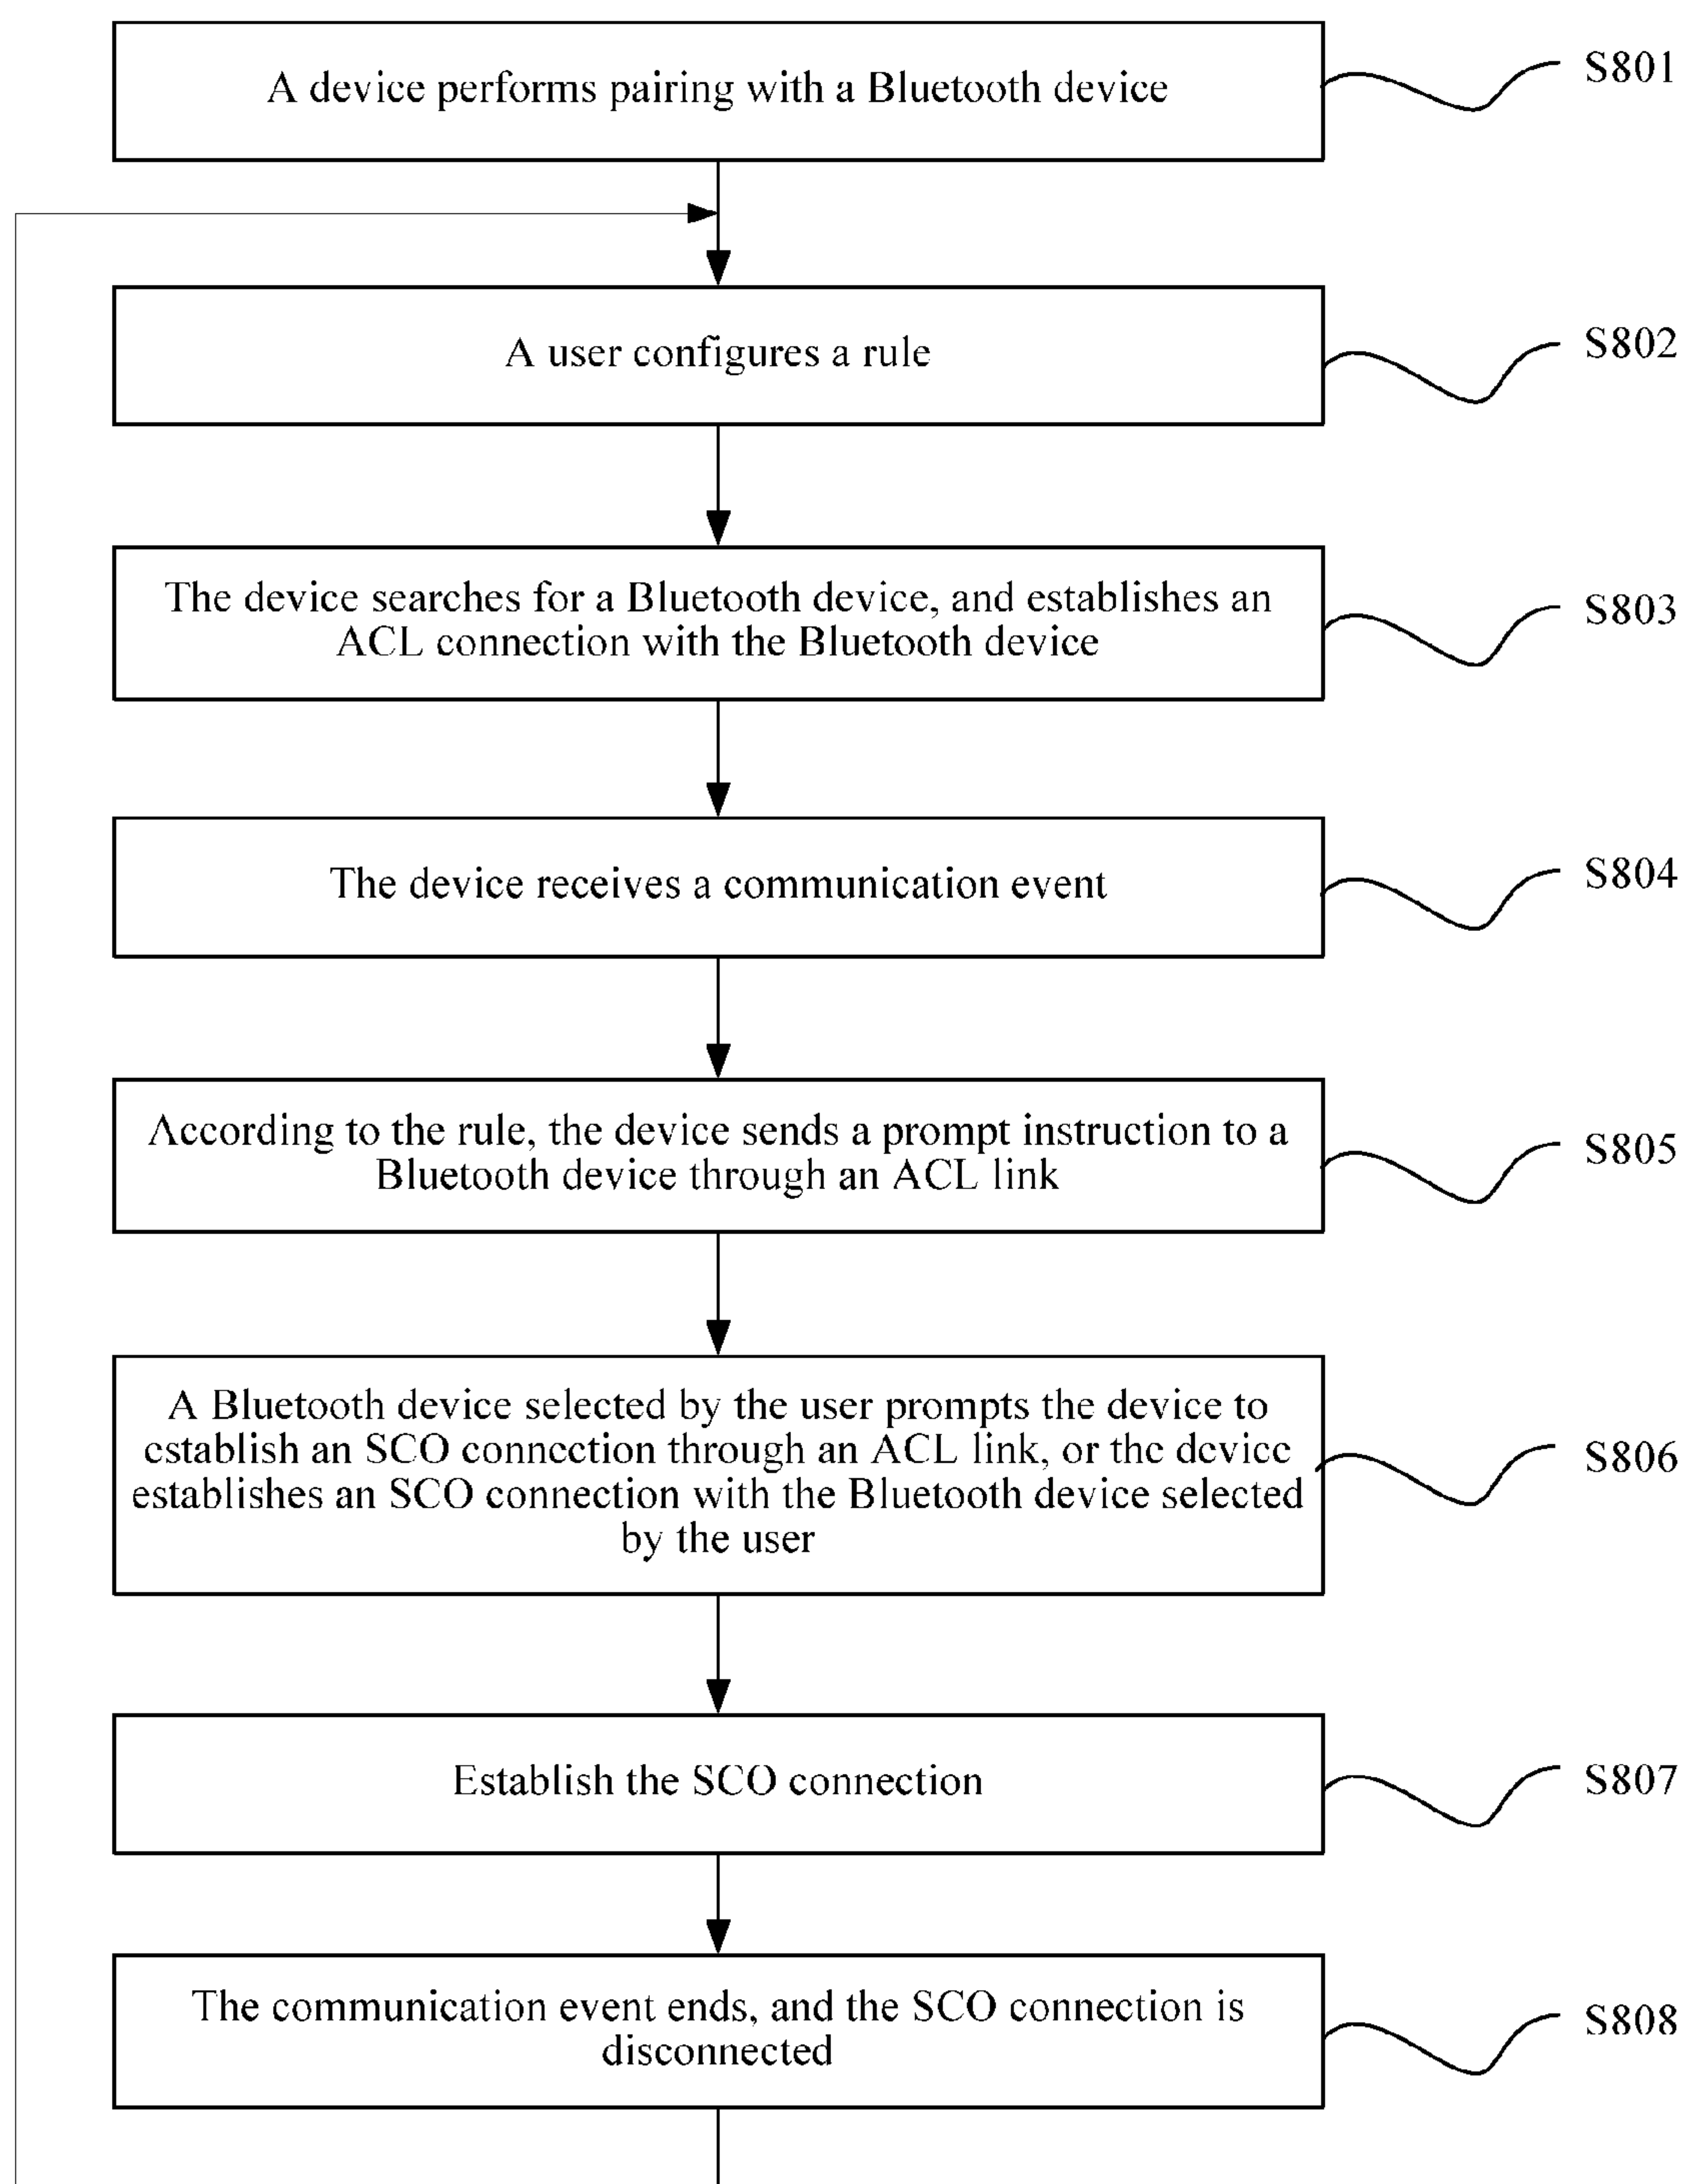 A device performs pairing with a Bluetooth device
S801
A user configures a rule
S802
The device searches for a Bluetooth device, and establishes an
ACL connection with the Bluetooth device
S803
The device receives a communication event
S804
According to the rule, the device sends a prompt instruction to a
Bluetooth device through an ACL link
S805
A Bluetooth device selected by the user prompts the device to
establish an SCO connection through an ACL link, or the device
establishes an SCO connection with the Bluetooth device selected
by the user
S806
Establish the SCO connection
S807
The communication event ends, and the SCO connection is
disconnected
S808